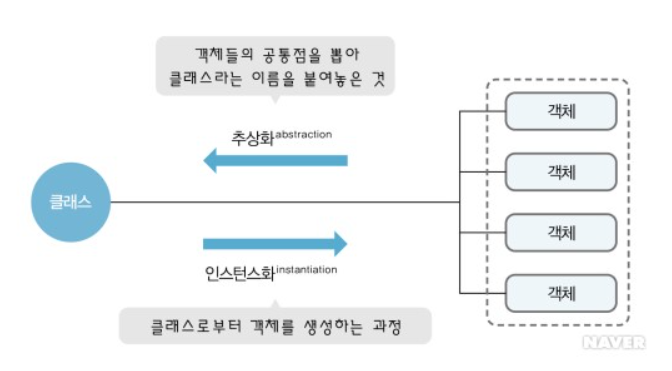 객체들의 공통점을 뽑아
클래스라는 이름을 붙여놓은 것
추상화abstraction
클래스
객체
객체
객체
객체
인스턴스화instantiation
클래스로부터 객체를 생성하는 과정
NAVER